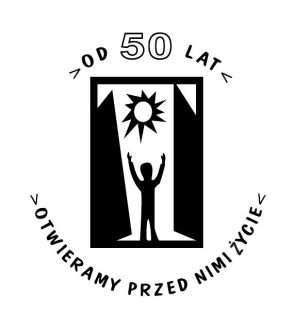 >OD 50 LAT<
>OTWIERAMY PRZED NIMI ŻYCIE<